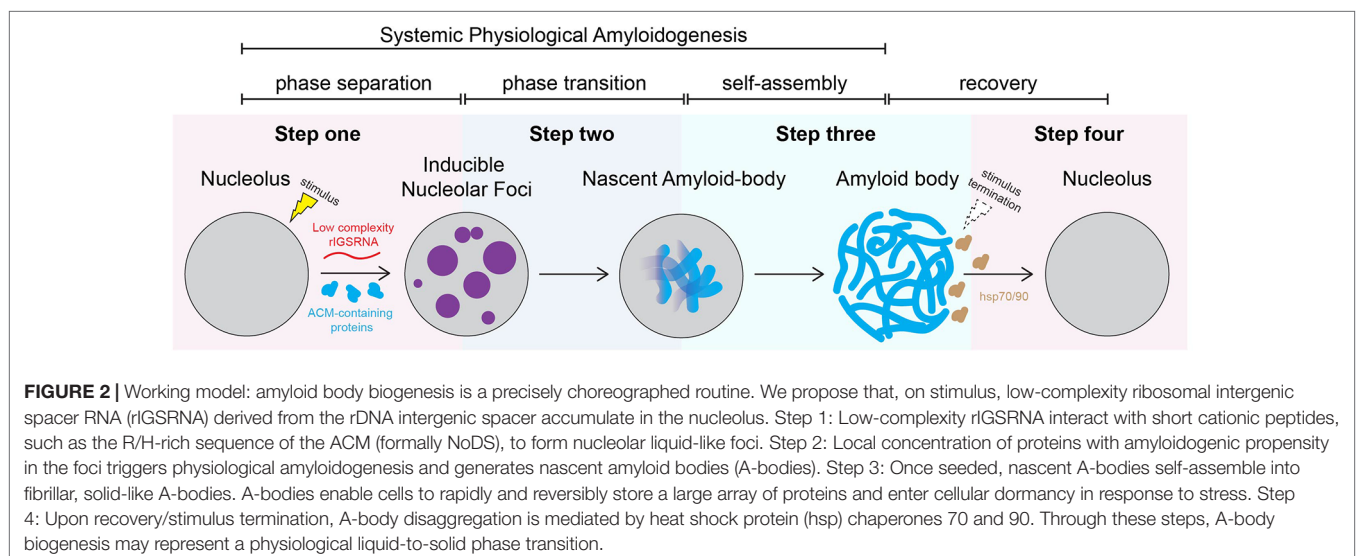 Systemic Physiological Amyloidogenesis
phase separation phase transition self-assembly recovery
Step one Step two Step three Step four
Nucleolus Inducible Nucleolar Foci Nascent Amyloid-body Amyloid body Nucleolus
stimulus
Low complexity
rIGSRNA
ACM-containing
proteins
stimulus
termination
hsp70/90
FIGURE 2 | Working model: amyloid body biogenesis is a precisely choreographed routine. We propose that, on stimulus, low-complexity ribosomal intergenic
spacer RNA (rIGSRNA) derived from the rDNA intergenic spacer accumulate in the nucleolus. Step 1: Low-complexity rIGSRNA interact with short cationic peptides,
such as the R/H-rich sequence of the ACM (formally NoDS), to form nucleolar liquid-like foci. Step 2: Local concentration of proteins with amyloidogenic propensity
in the foci triggers physiological amyloidogenesis and generates nascent amyloid bodies (A-bodies). Step 3: Once seeded, nascent A-bodies self-assemble into
fibrillar, solid-like A-bodies. A-bodies enable cells to rapidly and reversibly store a large array of proteins and enter cellular dormancy in response to stress. Step
4: Upon recovery/stimulus termination, A-body disaggregation is mediated by heat shock protein (hsp) chaperones 70 and 90. Through these steps, A-body
biogenesis may represent a physiological liquid-to-solid phase transition.